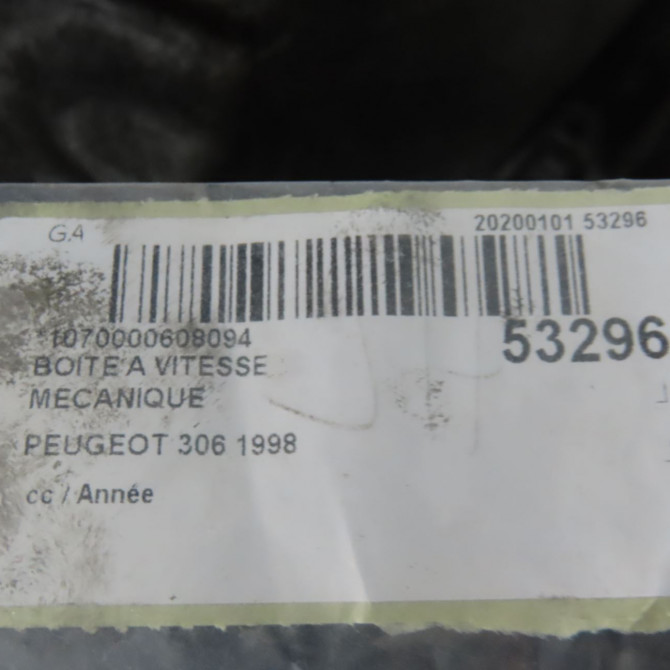 G.4
20200101 53296
*1070000608094
53296
BOITE A VITESSE
MECANIQUE
PEUGEOT 306 1998
cc / Année